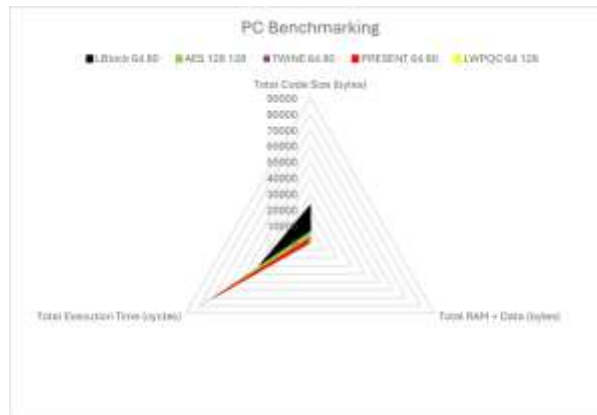 PC Benchmarking
LBlock 64 80 AES 128 128 TWINE 64 80 PRESENT 64 80 LWPQC 64 128
Total Code Size (bytes)
90000
80000
70000
60000
50000
40000
30000
20000
10000
Total Execution Time (cycles) Total RAM + Data (bytes)